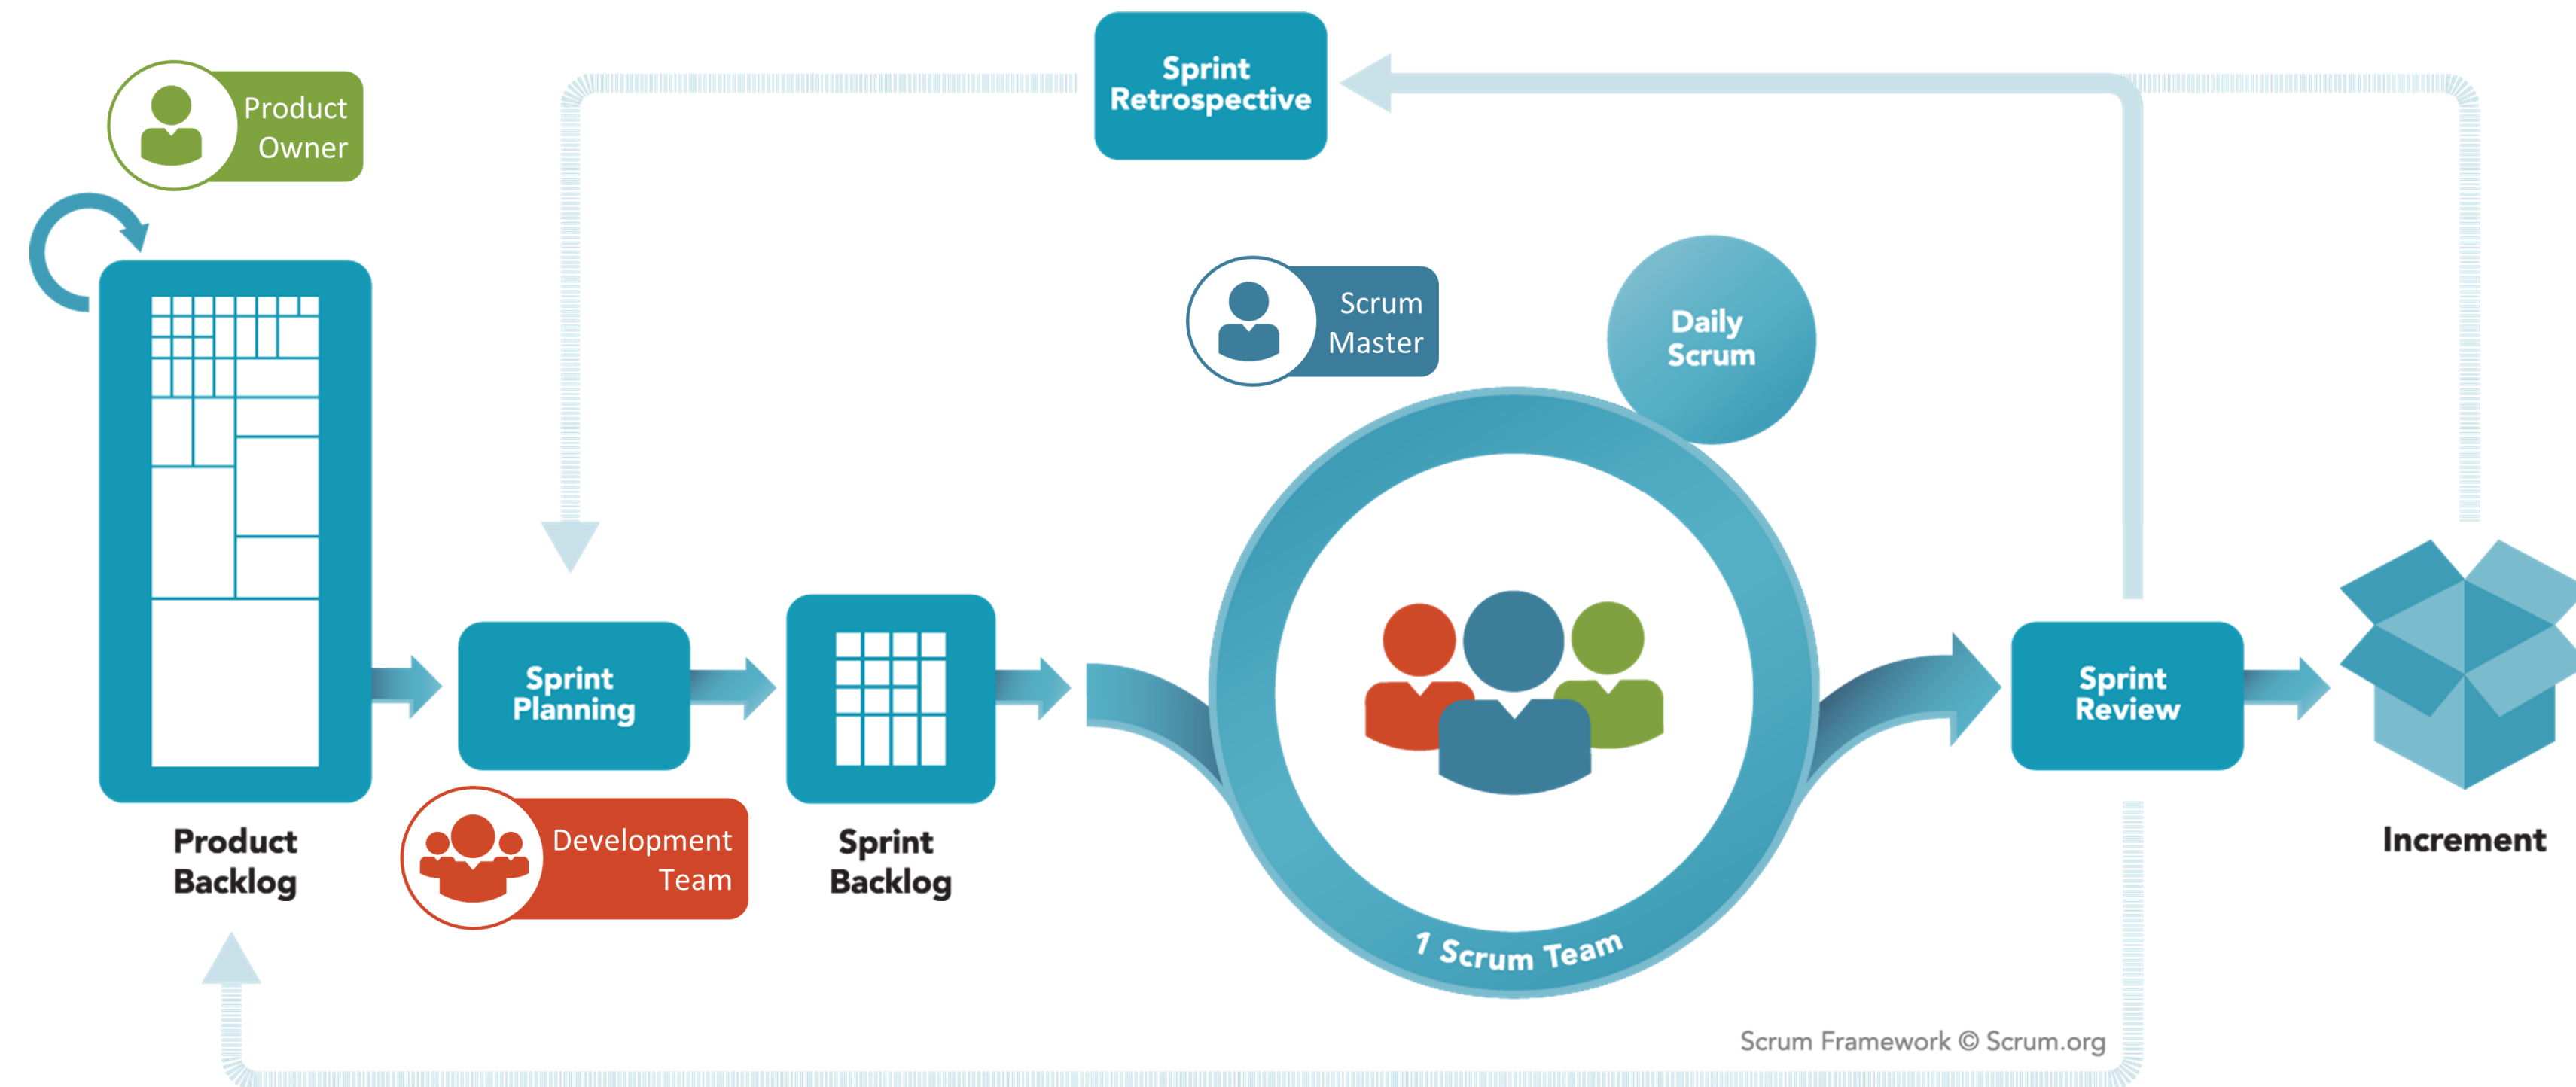 Sprint
Retrospective
Product
Owner
Scrum
Master
Daily
Scrum
Sprint
Planning
Sprint
Review
Product
Backlog
Development
Team
Sprint
Backlog
Increment
1 Scrum Team
Scrum Framework © Scrum.org